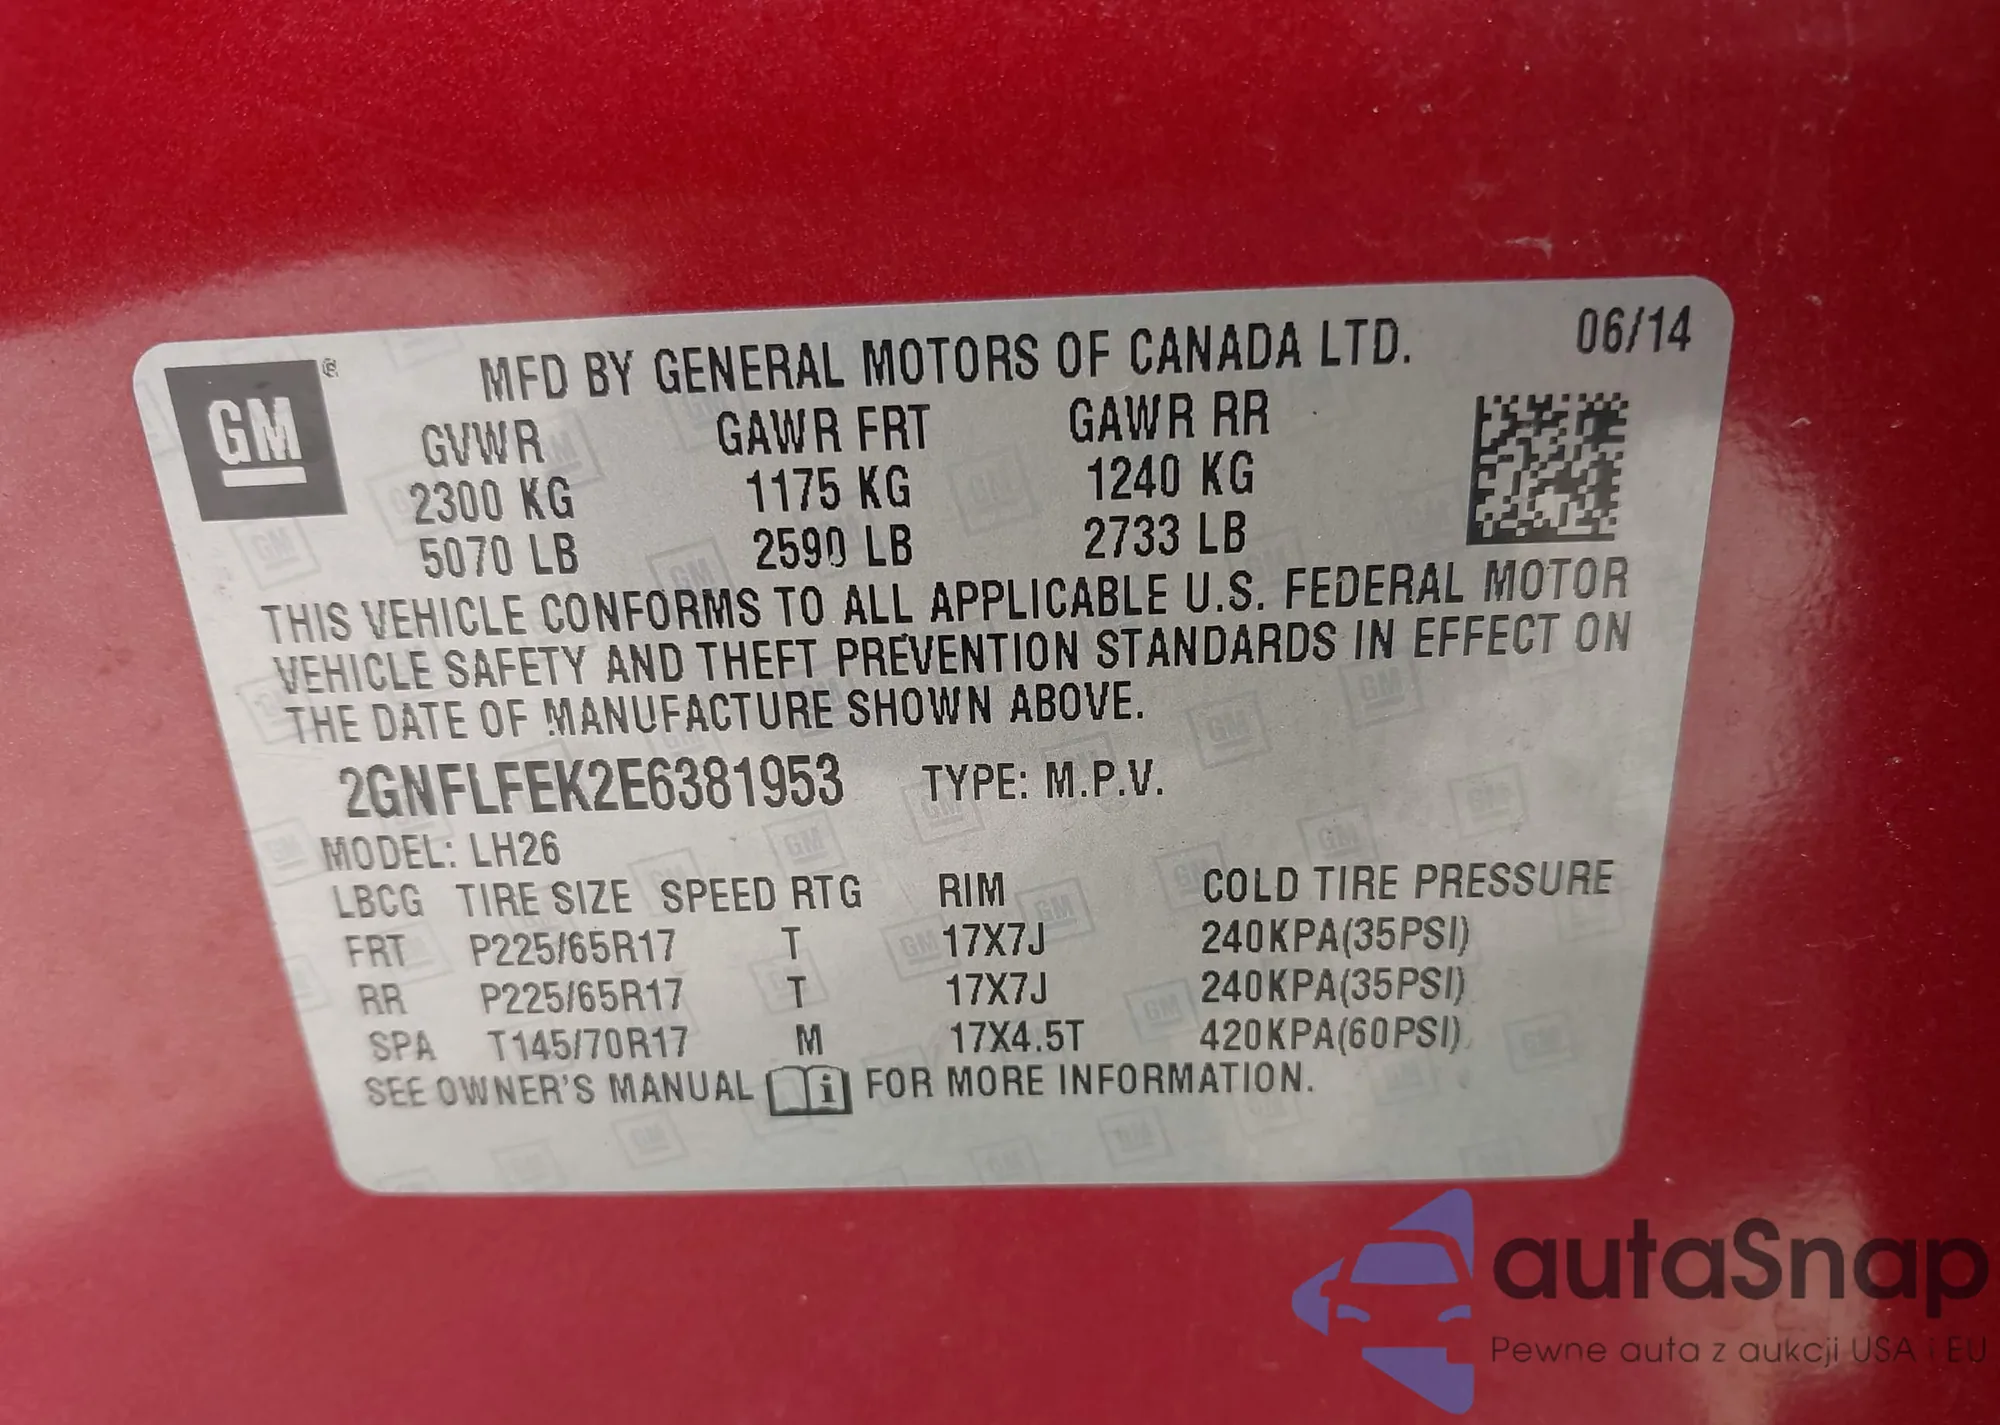 GM ®
MFD BY GENERAL MOTORS OF CANADA LTD. 06/14
GVWR GAWR FRT GAWR RR
2300 KG 1175 KG 1240 KG
5070 LB 2590 LB 2733 LB
THIS VEHICLE CONFORMS TO ALL APPLICABLE U.S. FEDERAL MOTOR
VEHICLE SAFETY AND THEFT PREVENTION STANDARDS IN EFFECT ON
THE DATE OF MANUFACTURE SHOWN ABOVE.
2GNFLFEK2E6381953 TYPE: M.P.V.
MODEL: LH26
LBCG TIRE SIZE SPEED RTG RIM COLD TIRE PRESSURE
FRT P225/65R17 T 17X7J 240KPA(35PSI)
RR P225/65R17 T 17X7J 240KPA(35PSI)
SPA T145/70R17 M 17X4.5T 420KPA(60PSI)
SEE OWNER'S MANUAL i FOR MORE INFORMATION.
autaSnap
Pewne auta z aukcji USA i EU